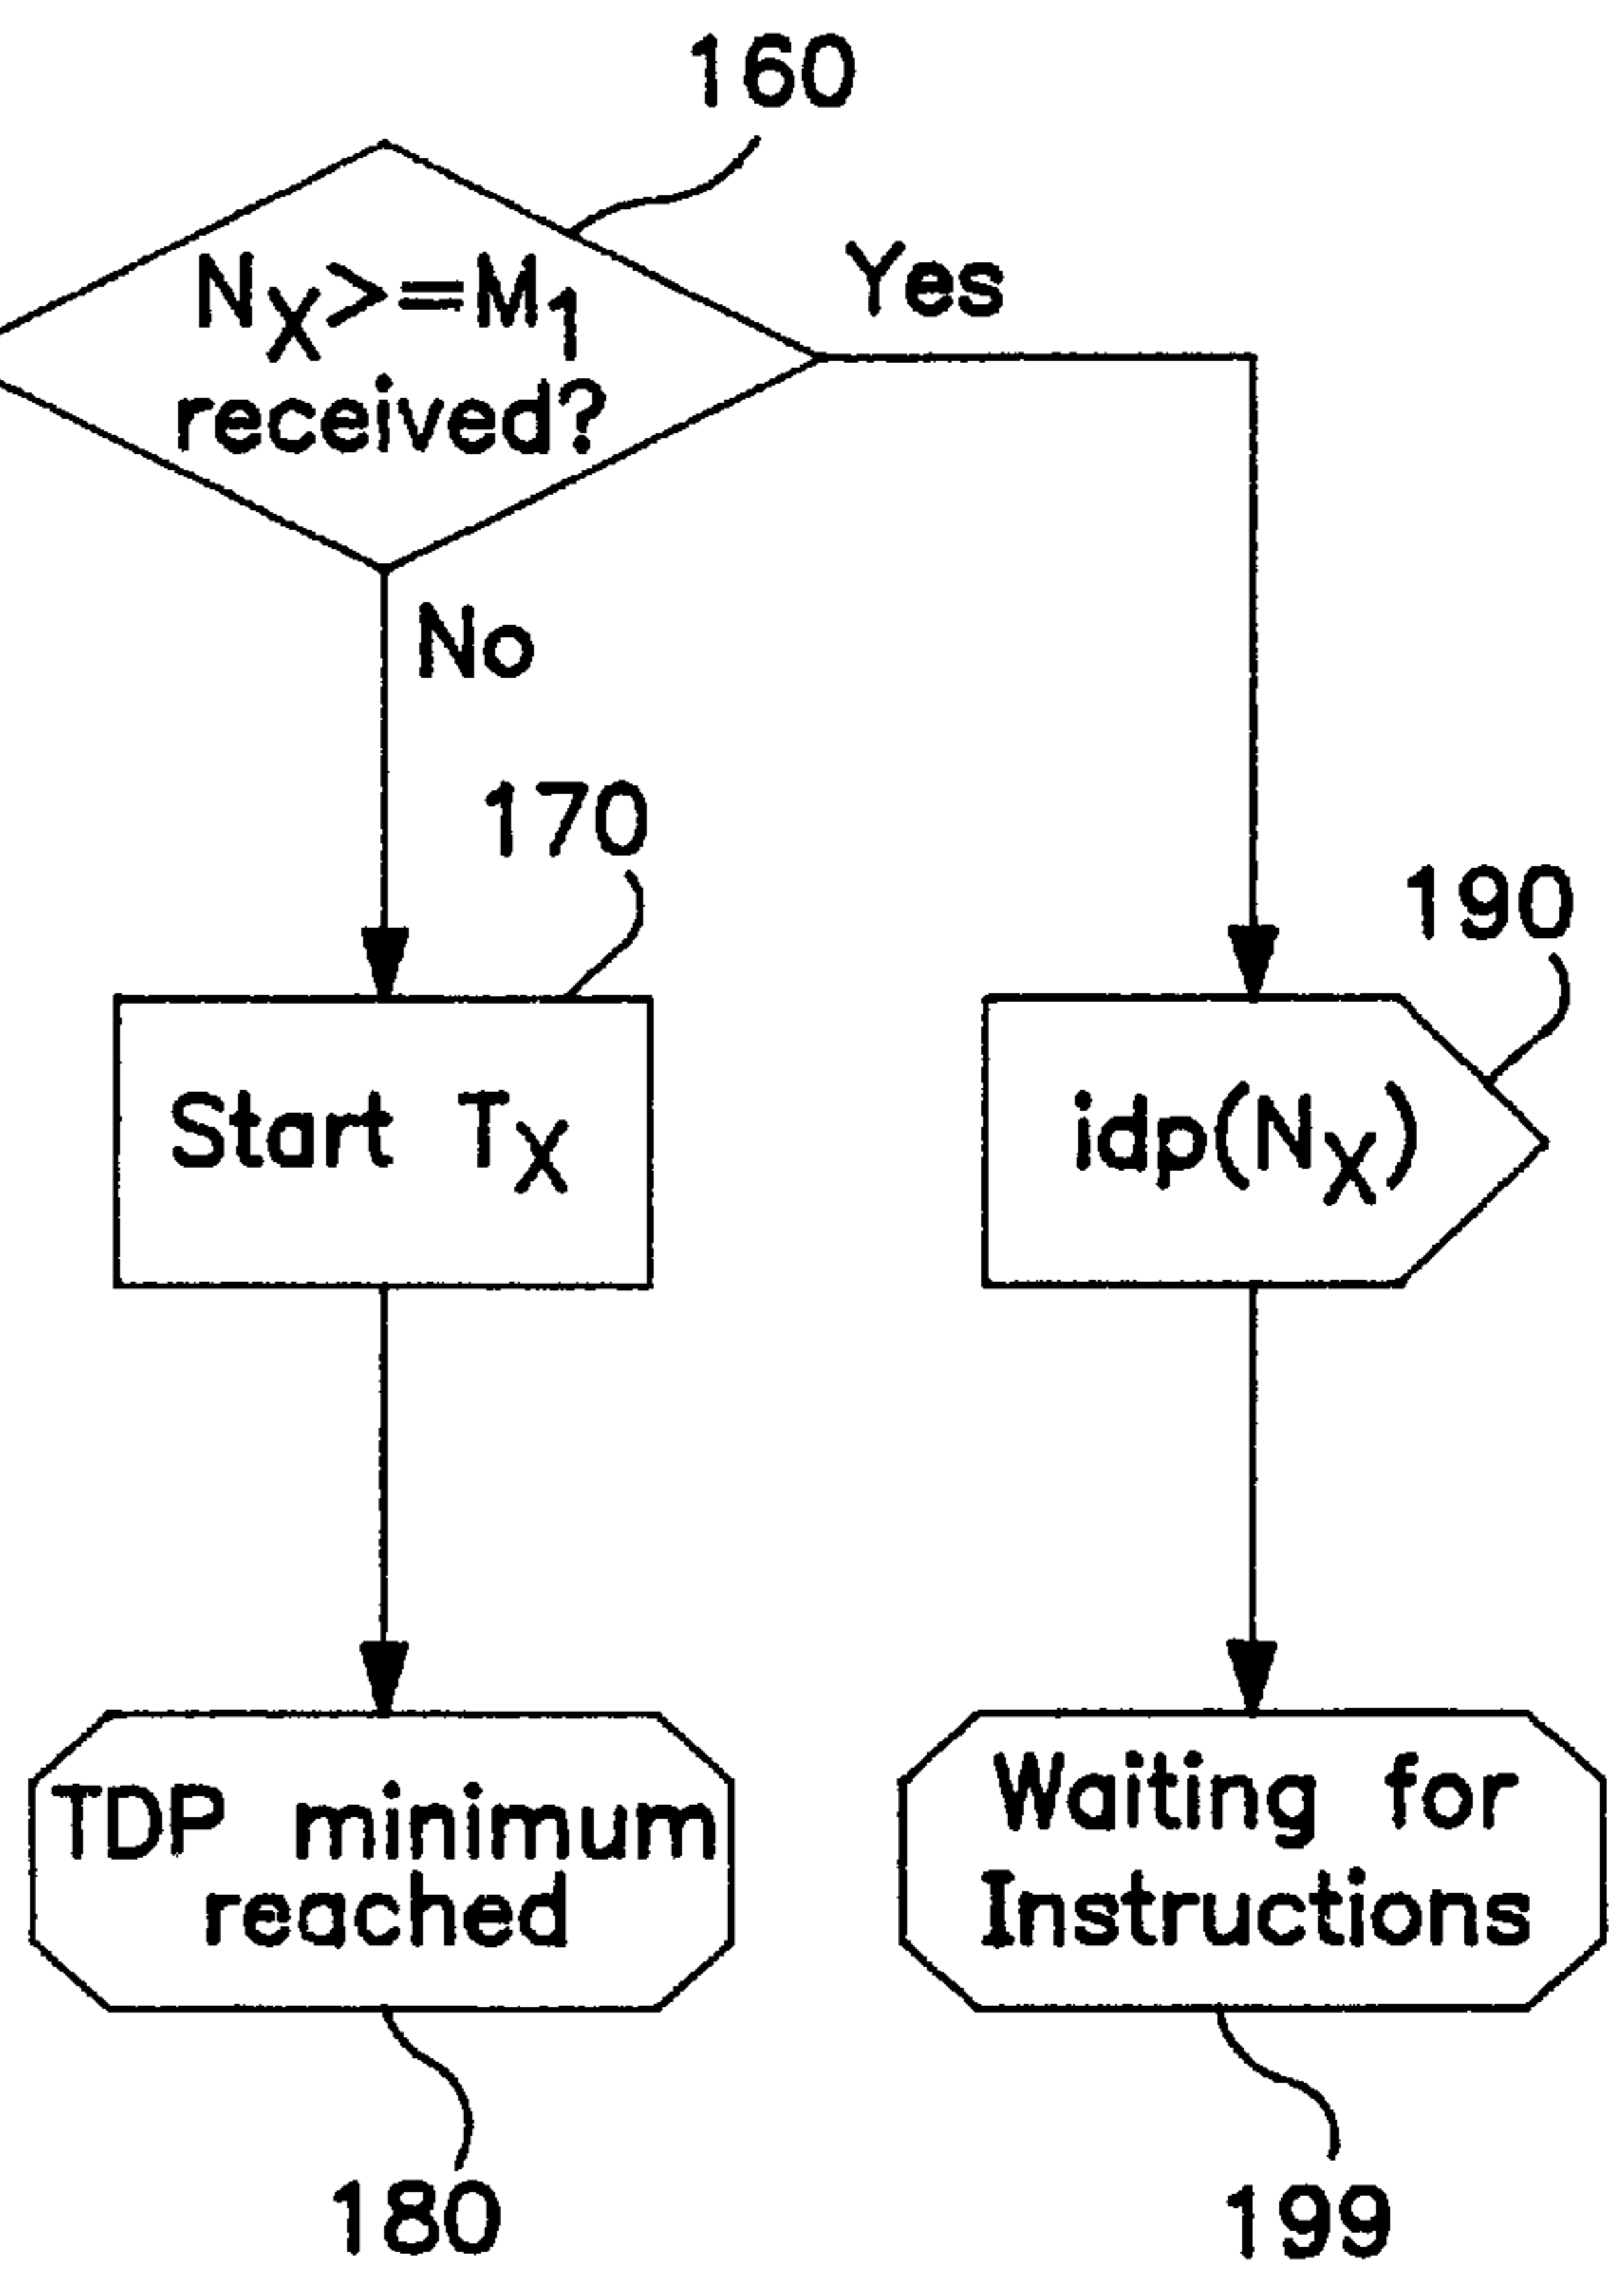 160
N_X>=M_1
received?
Yes
No
170
190
Start T_X
idp(N_X)
TDP minimum
reached
Waiting for
Instructions
180
199